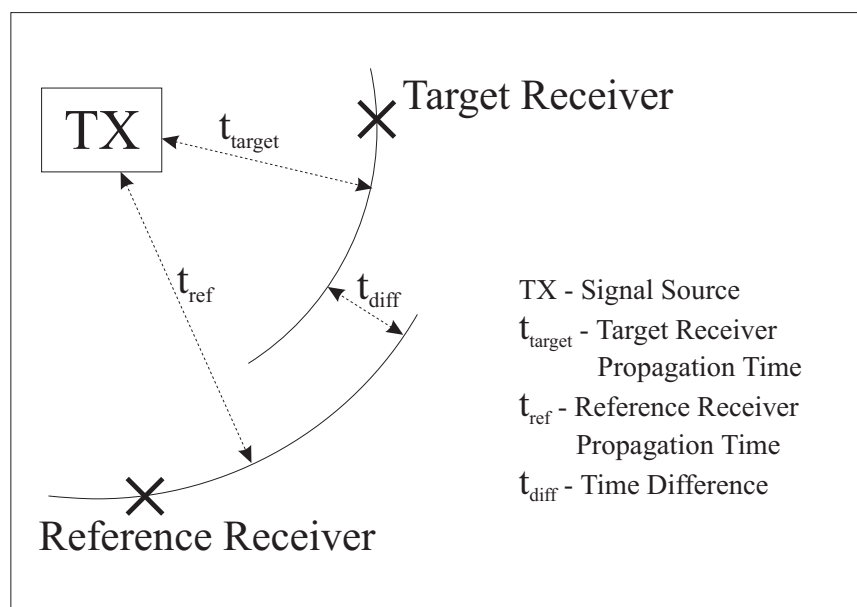 TX
Target Receiver
t_target
t_ref
t_diff
TX - Signal Source
t_target - Target Receiver
Propagation Time
t_ref - Reference Receiver
Propagation Time
t_diff - Time Difference
Reference Receiver